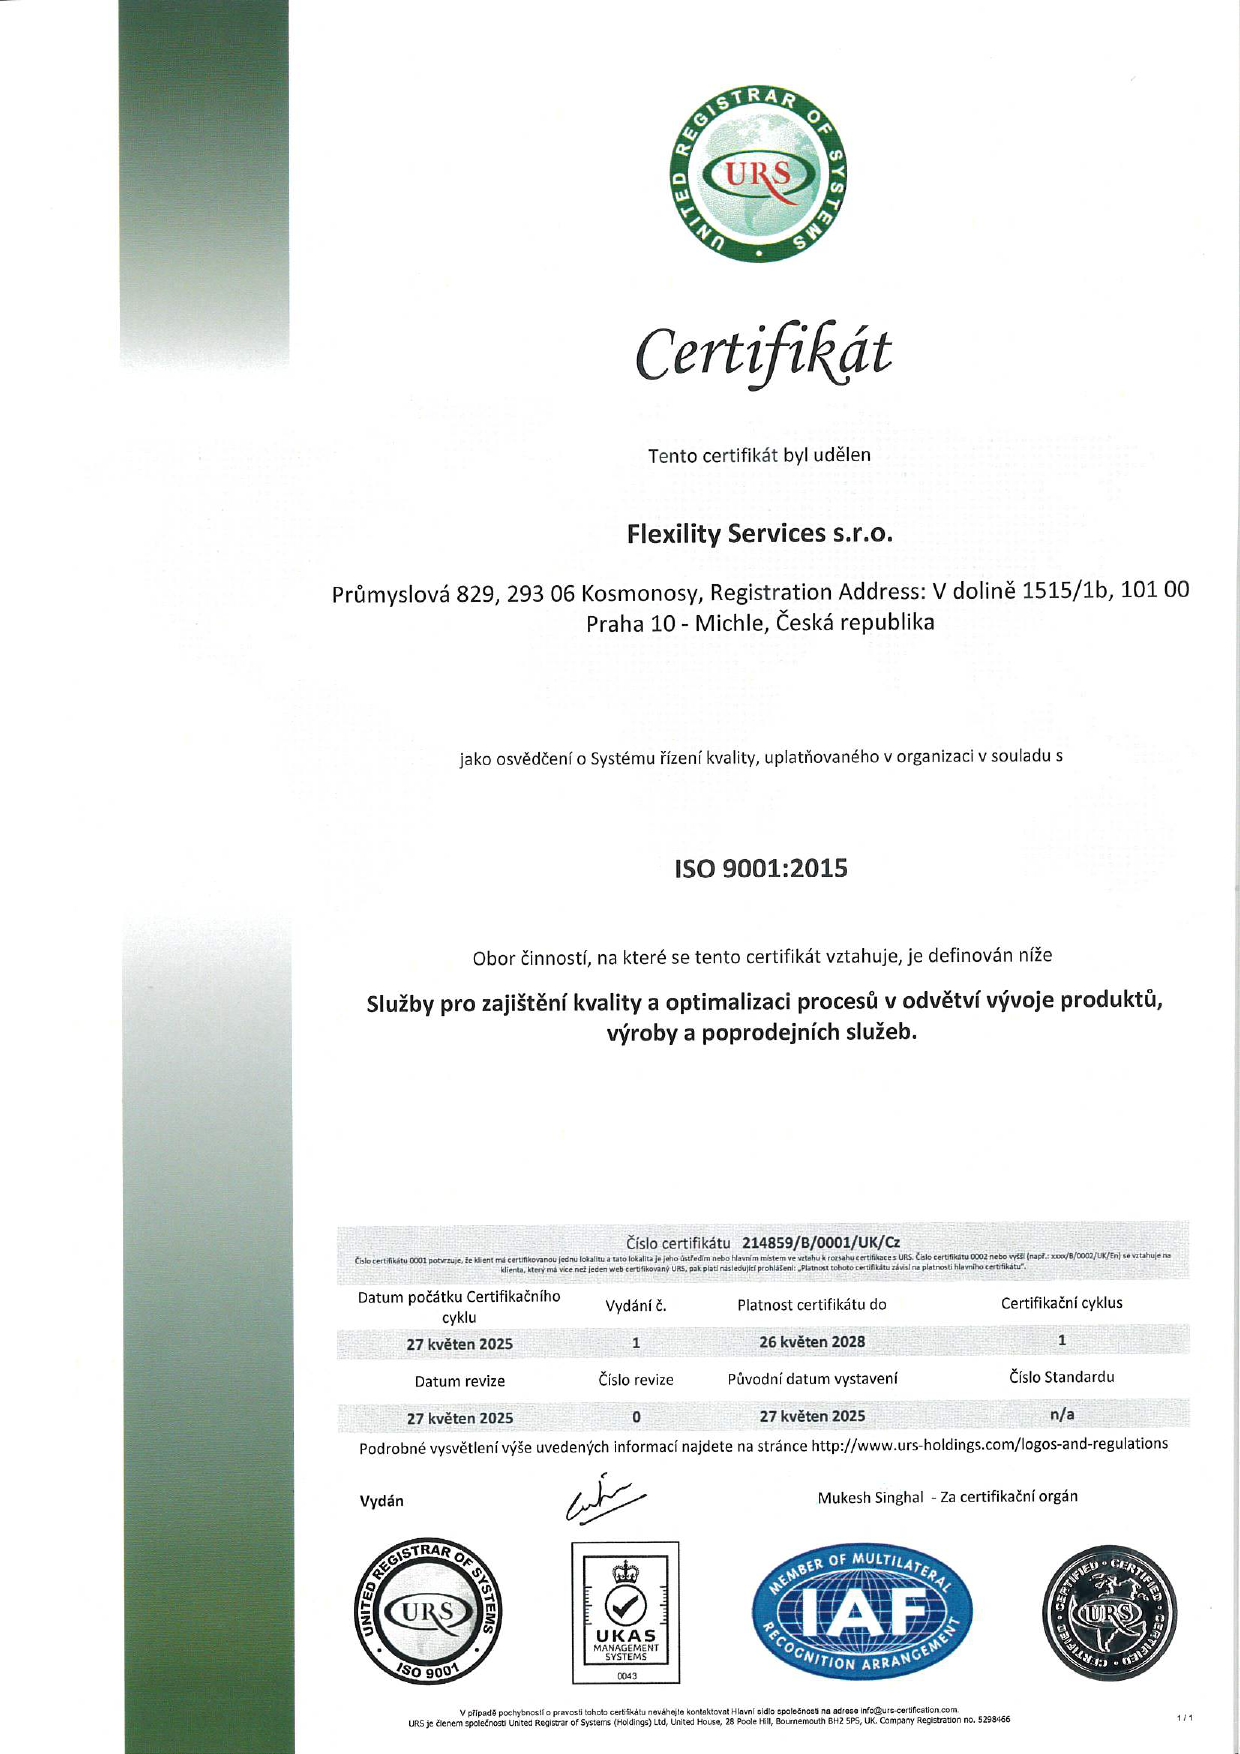 UNITED REGISTRAR OF SYSTEMS
URS
Certifikát
Tento certifikát byl udělen
Flexility Services s.r.o.
Průmyslová 829, 293 06 Kosmonosy, Registration Address: V dolině 1515/1b, 101 00
Praha 10 - Michle, Česká republika
jako osvědčení o Systému řízení kvality, uplatňovaného v organizaci v souladu s
ISO 9001:2015
Obor činností, na které se tento certifikát vztahuje, je definován níže
Služby pro zajištění kvality a optimalizaci procesů v odvětví vývoje produktů,
výroby a poprodejních služeb.
Číslo certifikátu 214859/B/0001/UK/Cz
Číslo certifikátu 0001 potvrzuje, že klient má certifikovanou jednu lokalitu a tato lokalita je jeho ústředím nebo hlavním místem ve vztahu k rozsahu certifikace s URS. Číslo certifikátu 0002 nebo vyšší (např.: xxxx/B/0002/UK/En) se vztahuje na
klienta, který má více než jeden web certifikovaný URS, pak platí následující prohlášení: „Platnost tohoto certifikátu závisí na platnosti hlavního certifikátu".
Datum počátku Certifikačního
cyklu
Vydání č.
Platnost certifikátu do
Certifikační cyklus
27 květen 2025 1 26 květen 2028 1
Datum revize Číslo revize Původní datum vystavení Číslo Standardu
27 květen 2025 0 27 květen 2025 n/a
Podrobné vysvětlení výše uvedených informací najdete na stránce http://www.urs-holdings.com/logos-and-regulations
Vydán
Mukesh Singhal - Za certifikační orgán
UNITED REGISTRAR OF SYSTEMS
URS
ISO 9001
UKAS
MANAGEMENT
SYSTEMS
0043
MEMBER OF MULTILATERAL
IAF
RECOGNITION ARRANGEMENT
CERTIFIED • CERTIFIED • CERTIFIED • CERTIFIED
URS
V případě pochybností o pravosti tohoto certifikátu neváhejte kontaktovat Hlavní sídlo společnosti na adrese info@urs-certification.com.
URS je členem společnosti United Registrar of Systems (Holdings) Ltd, United House, 28 Poole Hill, Bournemouth BH2 5PS, UK. Company Registration no. 5298466
1 / 1